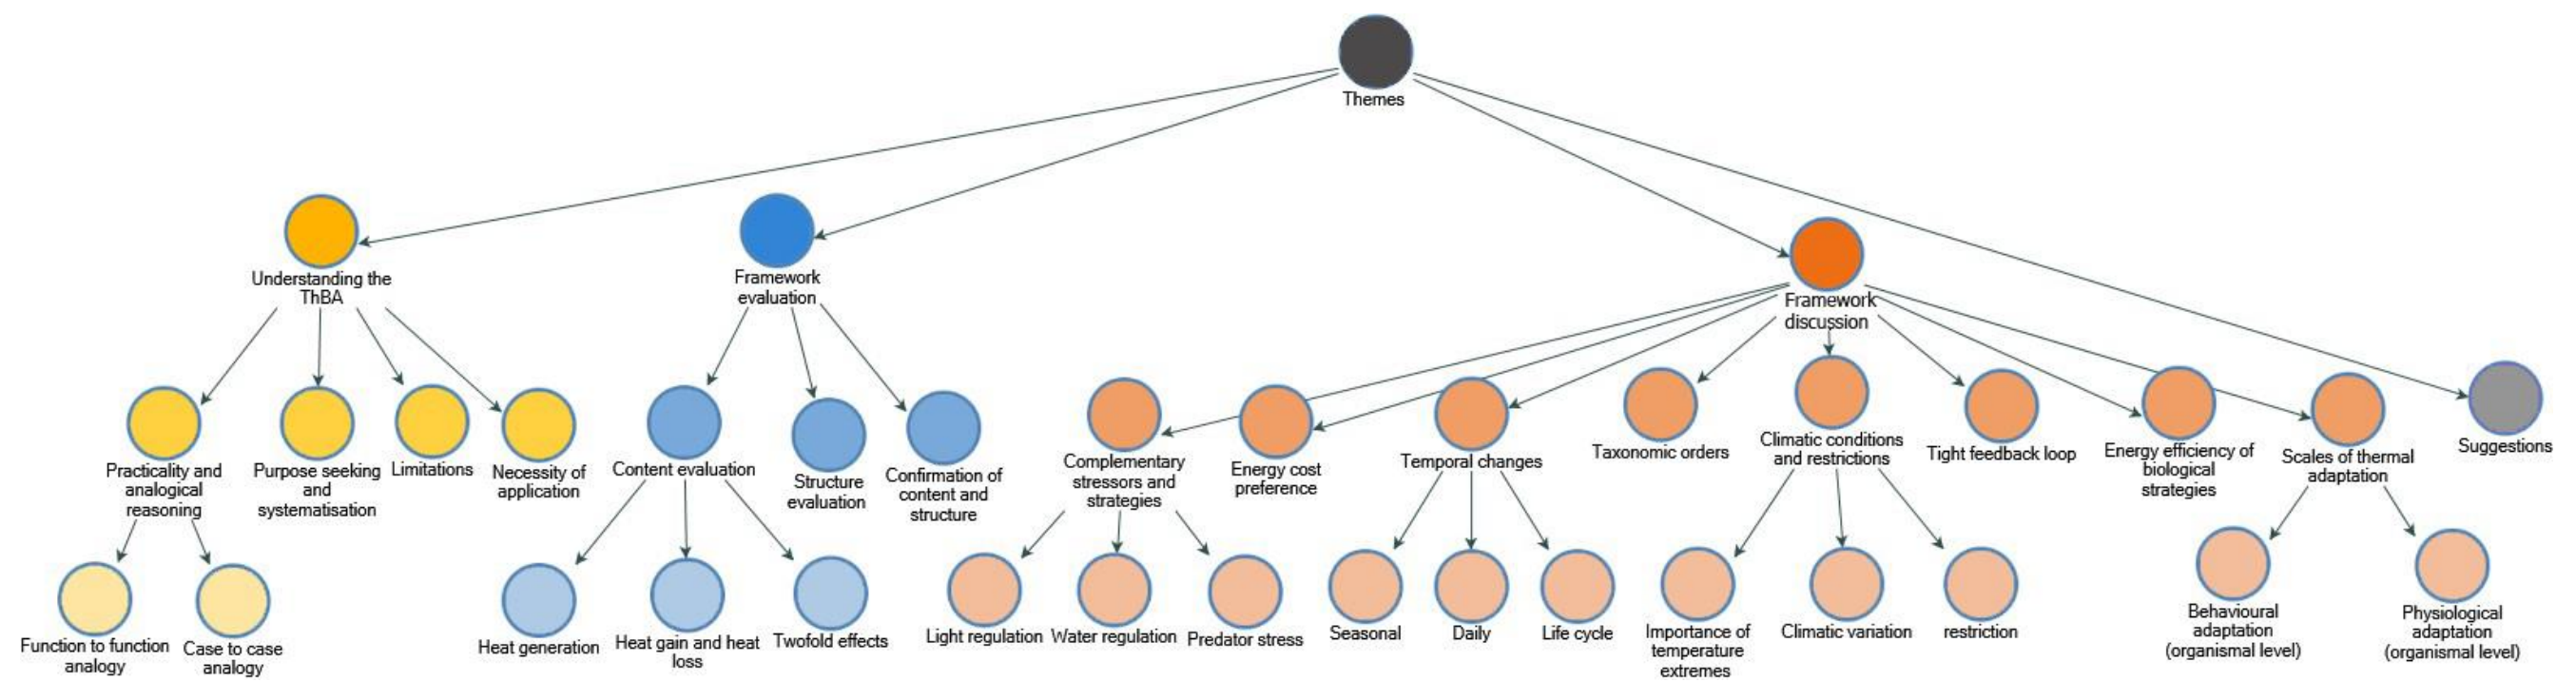 Themes
Understanding the
ThBA
Framework
evaluation
Framework
discussion
Practicality and
analogical
reasoning
Purpose seeking
and
systematisation
Limitations
Necessity of
application
Content evaluation
Structure
evaluation
Confirmation of
content and
structure
Complementary
stressors and
strategies
Energy cost
preference
Temporal changes
Taxonomic orders
Climatic conditions
and restrictions
Tight feedback loop
Energy efficiency of
biological
strategies
Scales of thermal
adaptation
Suggestions
Function to function
analogy
Case to case
analogy
Heat generation
Heat gain and heat
loss
Twofold effects
Light regulation
Water regulation
Predator stress
Seasonal
Daily
Life cycle
Importance of
temperature
extremes
Climatic variation
restriction
Behavioural
adaptation
(organismal level)
Physiological
adaptation
(organismal level)